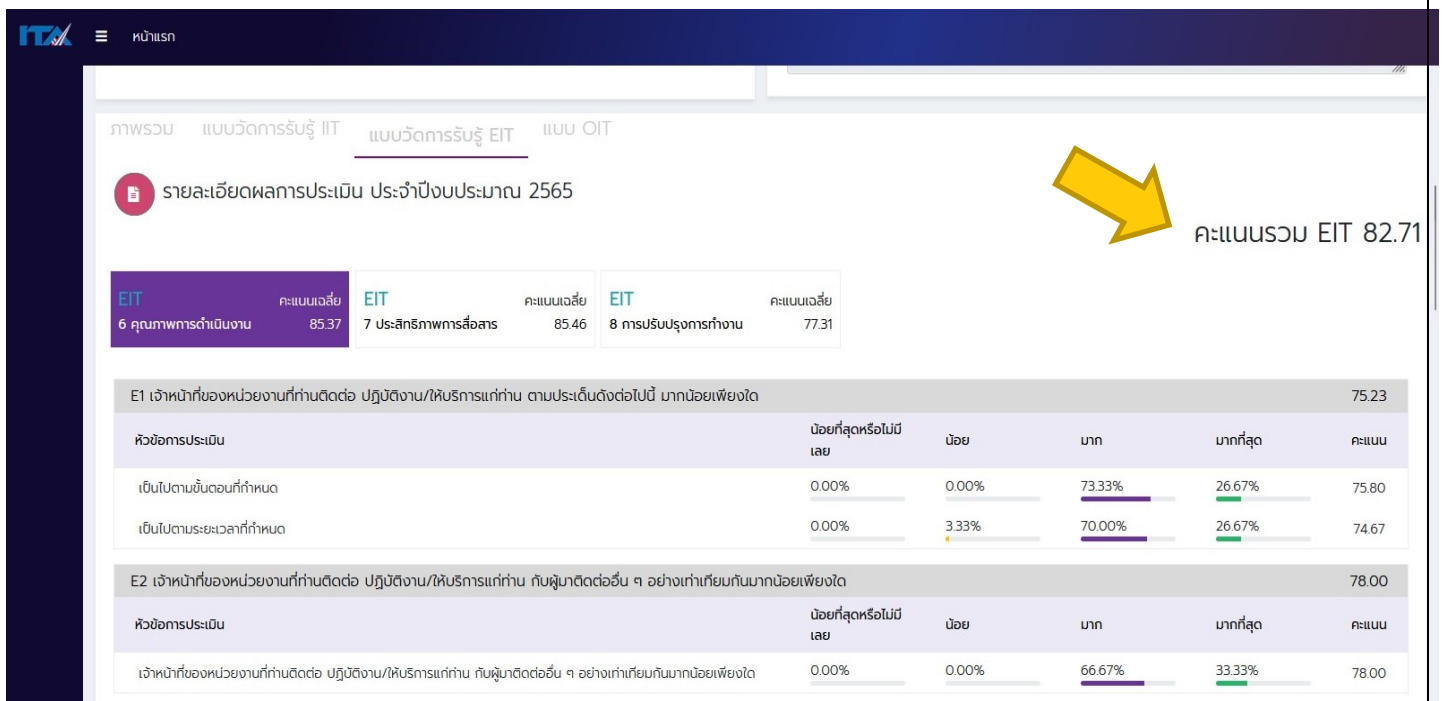 ITA หน้าแรก
ภาพรวม แบบวัดการรับรู้ IIT แบบวัดการรับรู้ EIT แบบ OIT
รายละเอียดผลการประเมิน ประจำปีงบประมาณ 2565
คะแนนรวม EIT 82.71
EIT คะแนนเฉลี่ย EIT คะแนนเฉลี่ย EIT คะแนนเฉลี่ย
6 คุณภาพการดำเนินงาน 85.37 7 ประสิทธิภาพการสื่อสาร 85.46 8 การปรับปรุงการทำงาน 77.31
E1 เจ้าหน้าที่ของหน่วยงานที่ท่านติดต่อ ปฏิบัติงาน/ให้บริการแก่ท่าน ตามประเด็นดังต่อไปนี้ มากน้อยเพียงใด 75.23
หัวข้อการประเมิน น้อยที่สุดหรือไม่มี น้อย มาก มากที่สุด คะแนน
เลย
เป็นไปตามขั้นตอนที่กำหนด 0.00% 0.00% 73.33% 26.67% 75.80
เป็นไปตามระยะเวลาที่กำหนด 0.00% 3.33% 70.00% 26.67% 74.67
E2 เจ้าหน้าที่ของหน่วยงานที่ท่านติดต่อ ปฏิบัติงาน/ให้บริการแก่ท่าน กับผู้มาติดต่ออื่น ๆ อย่างเท่าเทียมกันมากน้อยเพียงใด 78.00
หัวข้อการประเมิน น้อยที่สุดหรือไม่มี น้อย มาก มากที่สุด คะแนน
เลย
เจ้าหน้าที่ของหน่วยงานที่ท่านติดต่อ ปฏิบัติงาน/ให้บริการแก่ท่าน กับผู้มาติดต่ออื่น ๆ อย่างเท่าเทียมกันมากน้อยเพียงใด 0.00% 0.00% 66.67% 33.33% 78.00